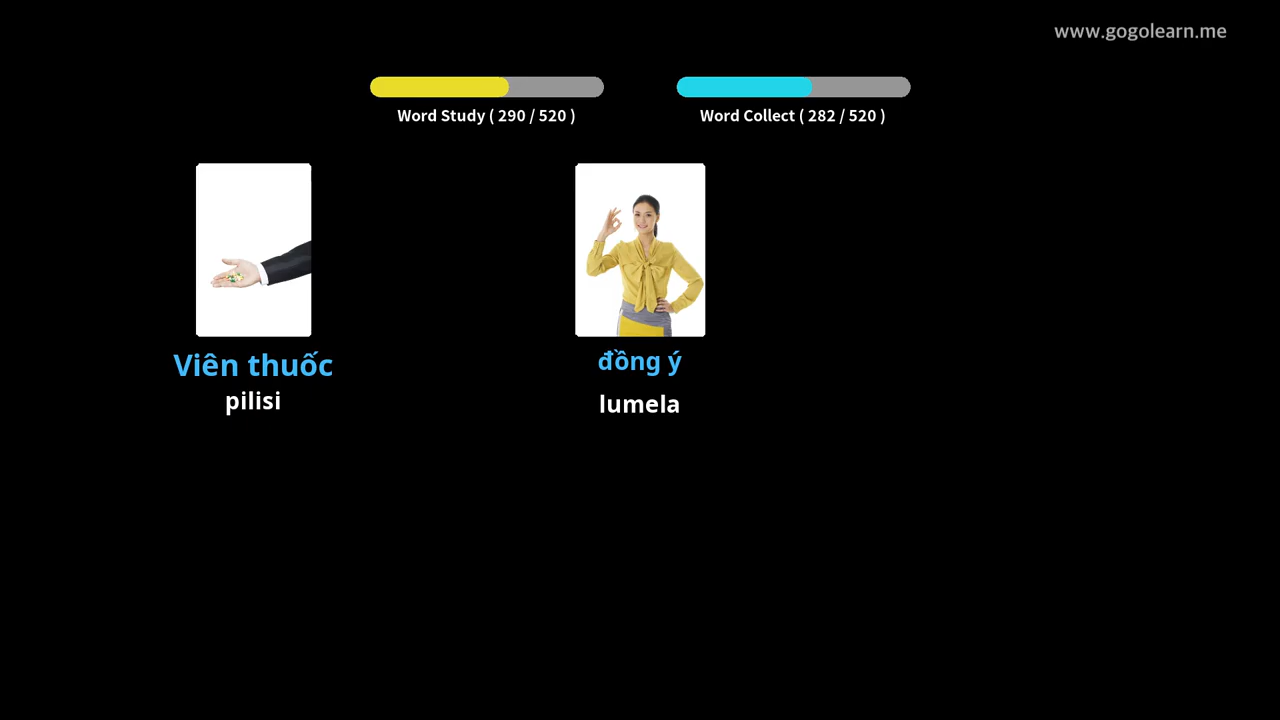 www.gogolearn.me
Word Study ( 290 / 520 )
Word Collect ( 282 / 520 )
Viên thuốc
pilisi
đồng ý
lumela